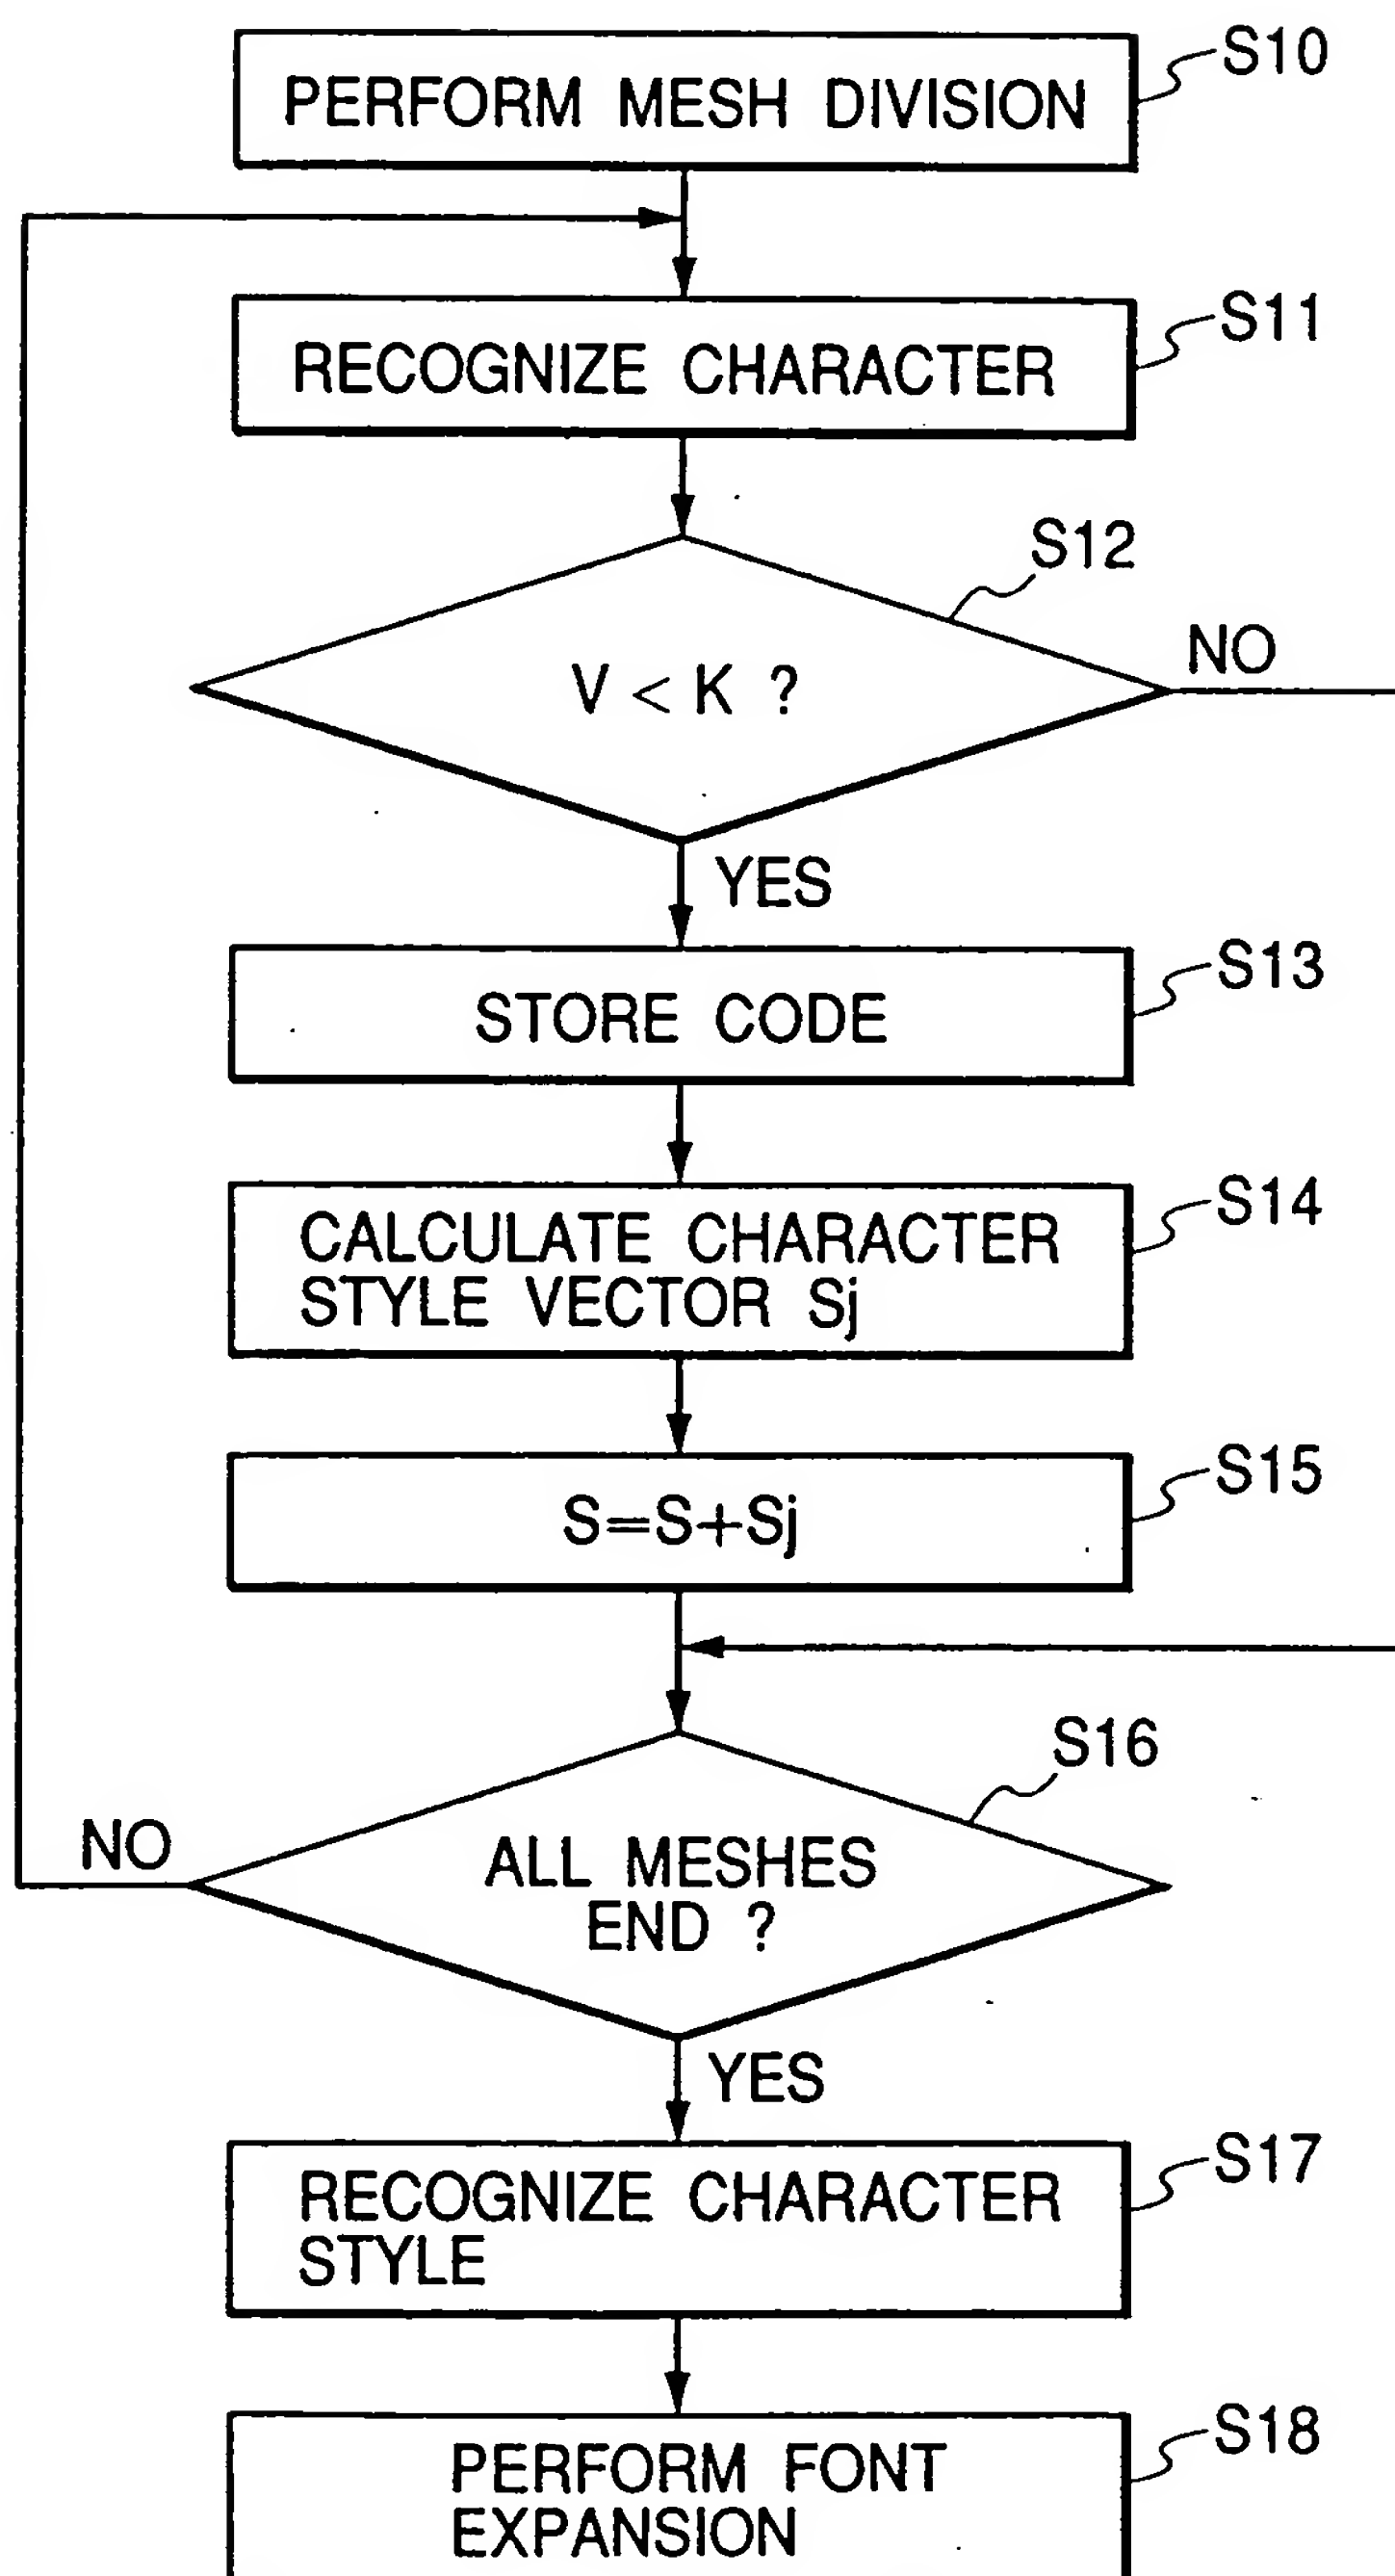 PERFORM MESH DIVISION
S10
RECOGNIZE CHARACTER
S11
S12
V < K ?
NO
YES
STORE CODE
S13
CALCULATE CHARACTER
STYLE VECTOR Sj
S14
S=S+Sj
S15
S16
NO
ALL MESHES
END ?
YES
RECOGNIZE CHARACTER
STYLE
S17
PERFORM FONT
EXPANSION
S18